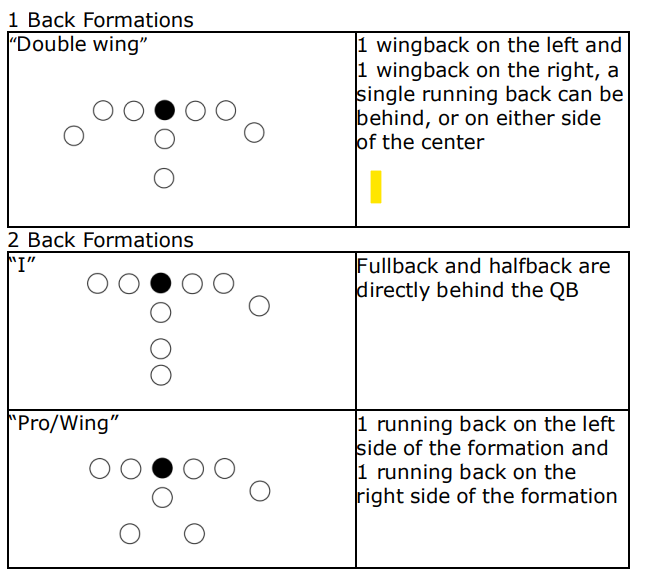 1 Back Formations
“Double wing”
1 wingback on the left and
1 wingback on the right, a
single running back can be
behind, or on either side
of the center
2 Back Formations
“I”
Fullback and halfback are
directly behind the QB
“Pro/Wing”
1 running back on the left
side of the formation and
1 running back on the
right side of the formation